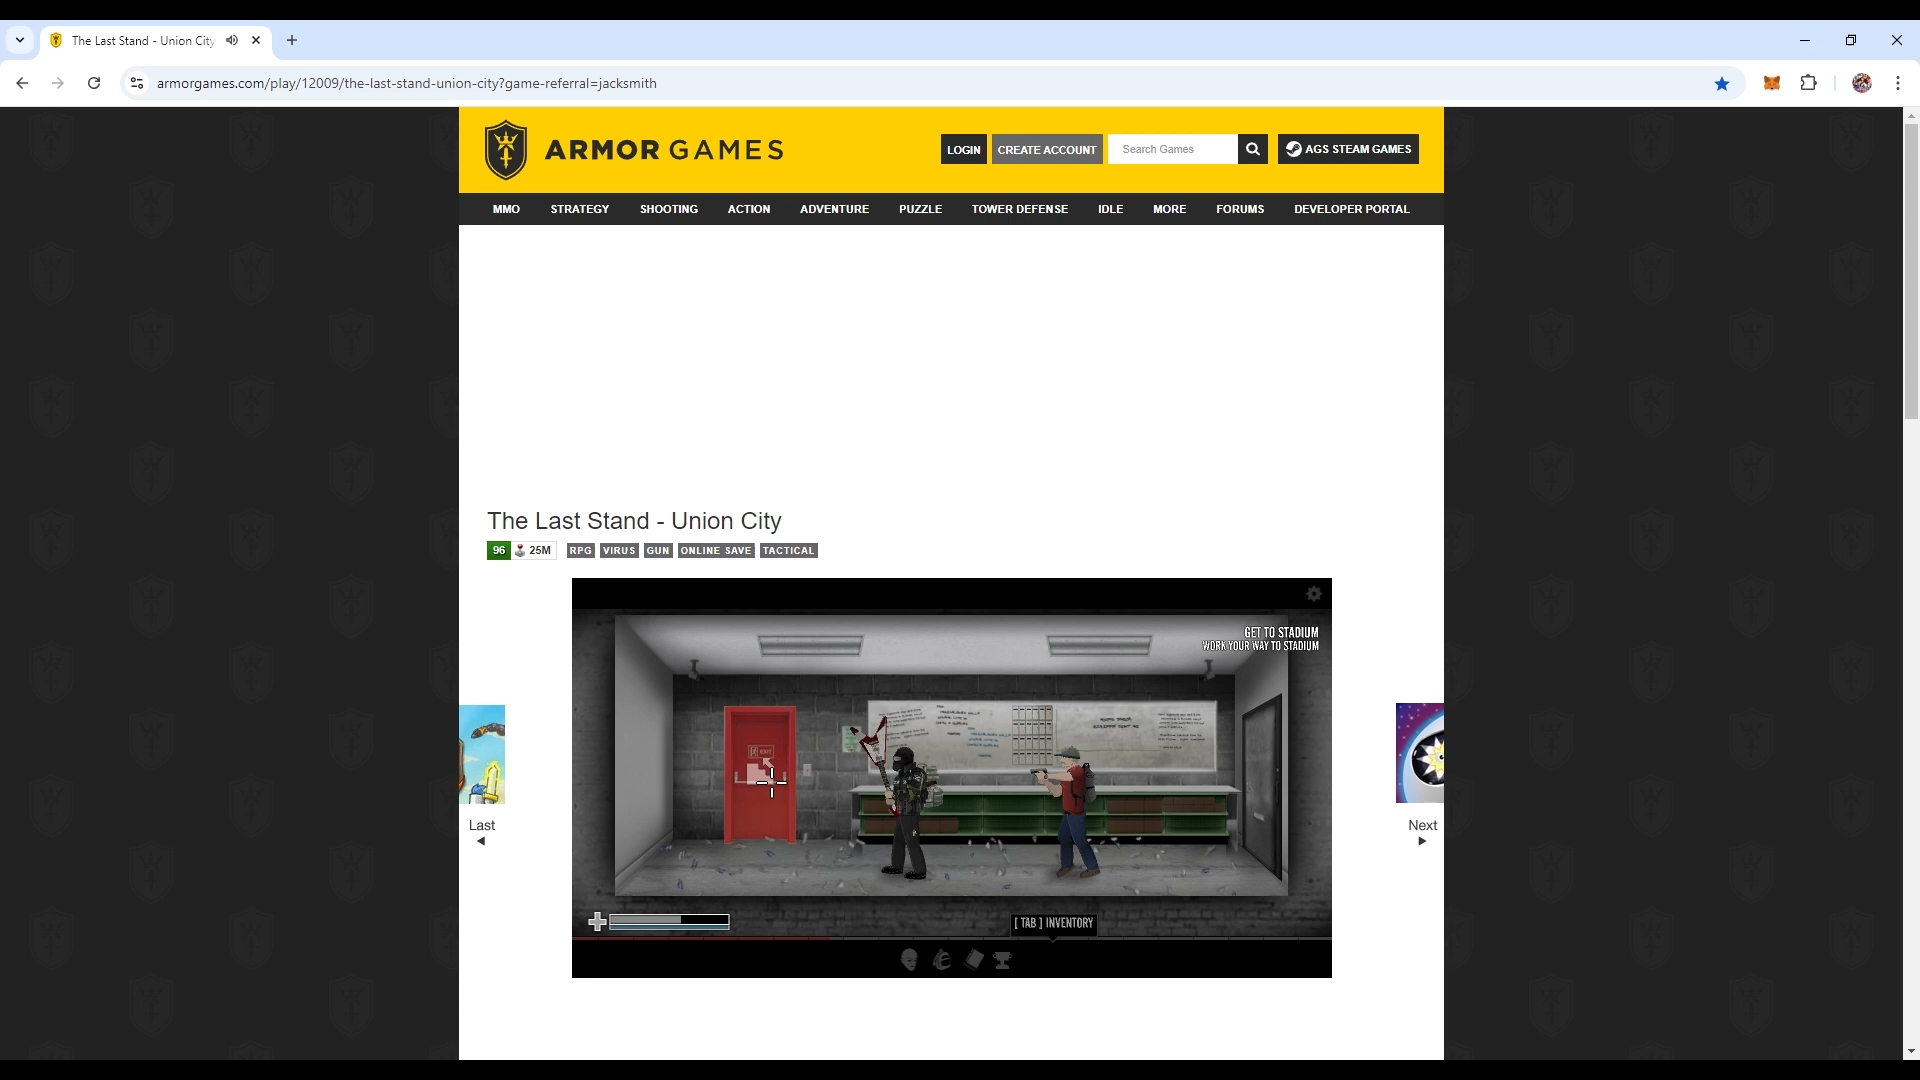 The Last Stand - Union City
armorgames.com/play/12009/the-last-stand-union-city?game-referral=jacksmith
ARMOR GAMES
LOGIN
CREATE ACCOUNT
Search Games
AGS STEAM GAMES
MMO
STRATEGY
SHOOTING
ACTION
ADVENTURE
PUZZLE
TOWER DEFENSE
IDLE
MORE
FORUMS
DEVELOPER PORTAL
The Last Stand - Union City
96
25M
RPG
VIRUS
GUN
ONLINE SAVE
TACTICAL
GET TO STADIUM
WORK YOUR WAY TO STADIUM
EXIT
Last
Next
[ TAB ] INVENTORY